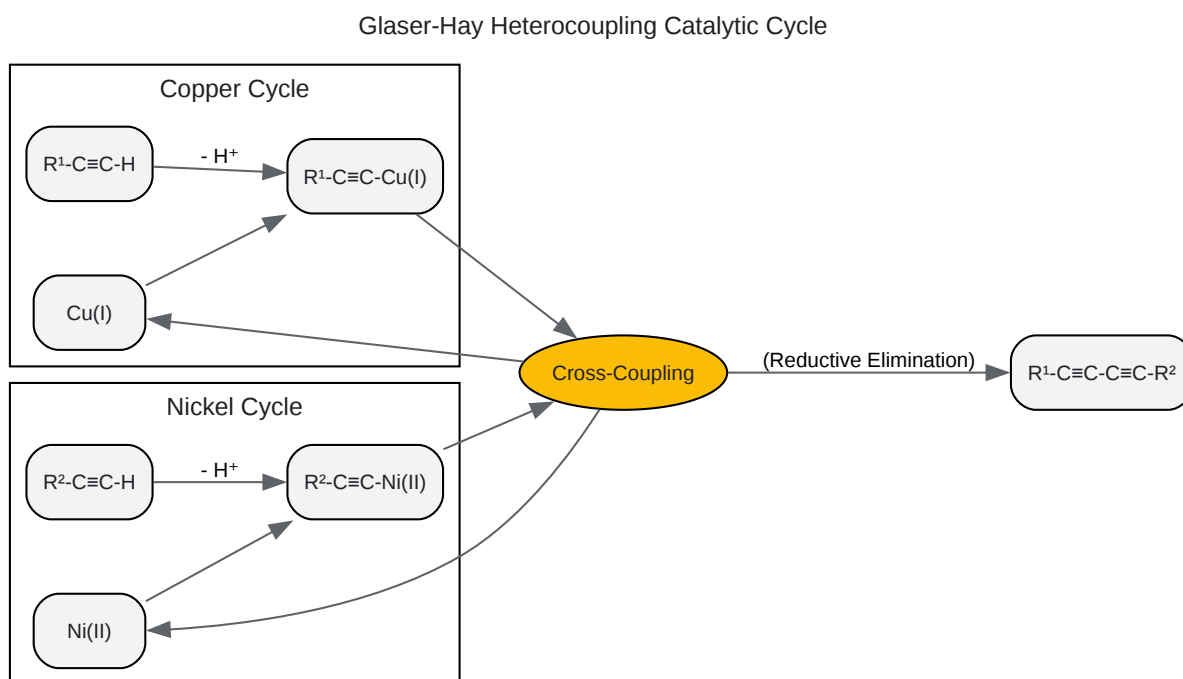 Glaser-Hay Heterocoupling Catalytic Cycle
Copper Cycle
R¹-C≡C-H
- H⁺
R¹-C≡C-Cu(I)
Cu(I)
Cross-Coupling
(Reductive Elimination)
R¹-C≡C-C≡C-R²
Nickel Cycle
R²-C≡C-H
- H⁺
R²-C≡C-Ni(II)
Ni(II)